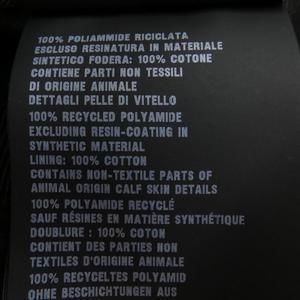 100% POLIAMMIDE RICICLATA
ESCLUSO RESINATURA IN MATERIALE
SINTETICO FODERA: 100% COTONE
CONTIENE PARTI NON TESSILI
DI ORIGINE ANIMALE
DETTAGLI PELLE DI VITELLO
100% RECYCLED POLYAMIDE
EXCLUDING RESIN-COATING IN
SYNTHETIC MATERIAL
LINING: 100% COTTON
CONTAINS NON-TEXTILE PARTS OF
ANIMAL ORIGIN CALF SKIN DETAILS
100% POLYAMIDE RECYCLÉ
SAUF RÉSINES EN MATIÈRE SYNTHÉTIQUE
DOUBLURE : 100% COTON
CONTIENT DES PARTIES NON
TEXTILES D'ORIGINE ANIMALE
100% RECYCELTES POLYAMID
OHNE BESCHICHTUNGEN AUS